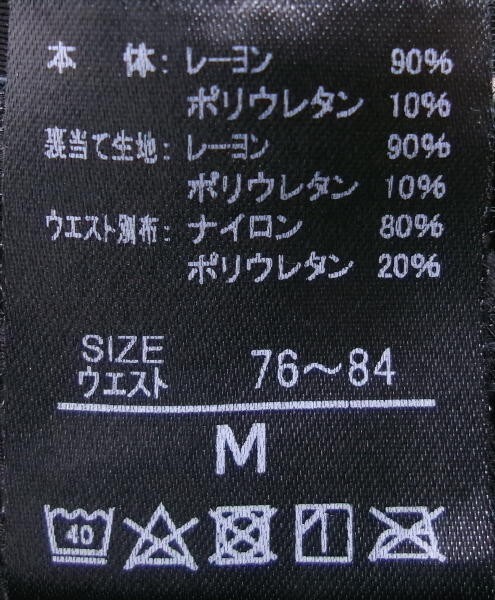 本 体: レーヨン 90%
ポリウレタン 10%
裏当て生地: レーヨン 90%
ポリウレタン 10%
ウエスト別布: ナイロン 80%
ポリウレタン 20%
SIZE
ウエスト 76～84
M
40